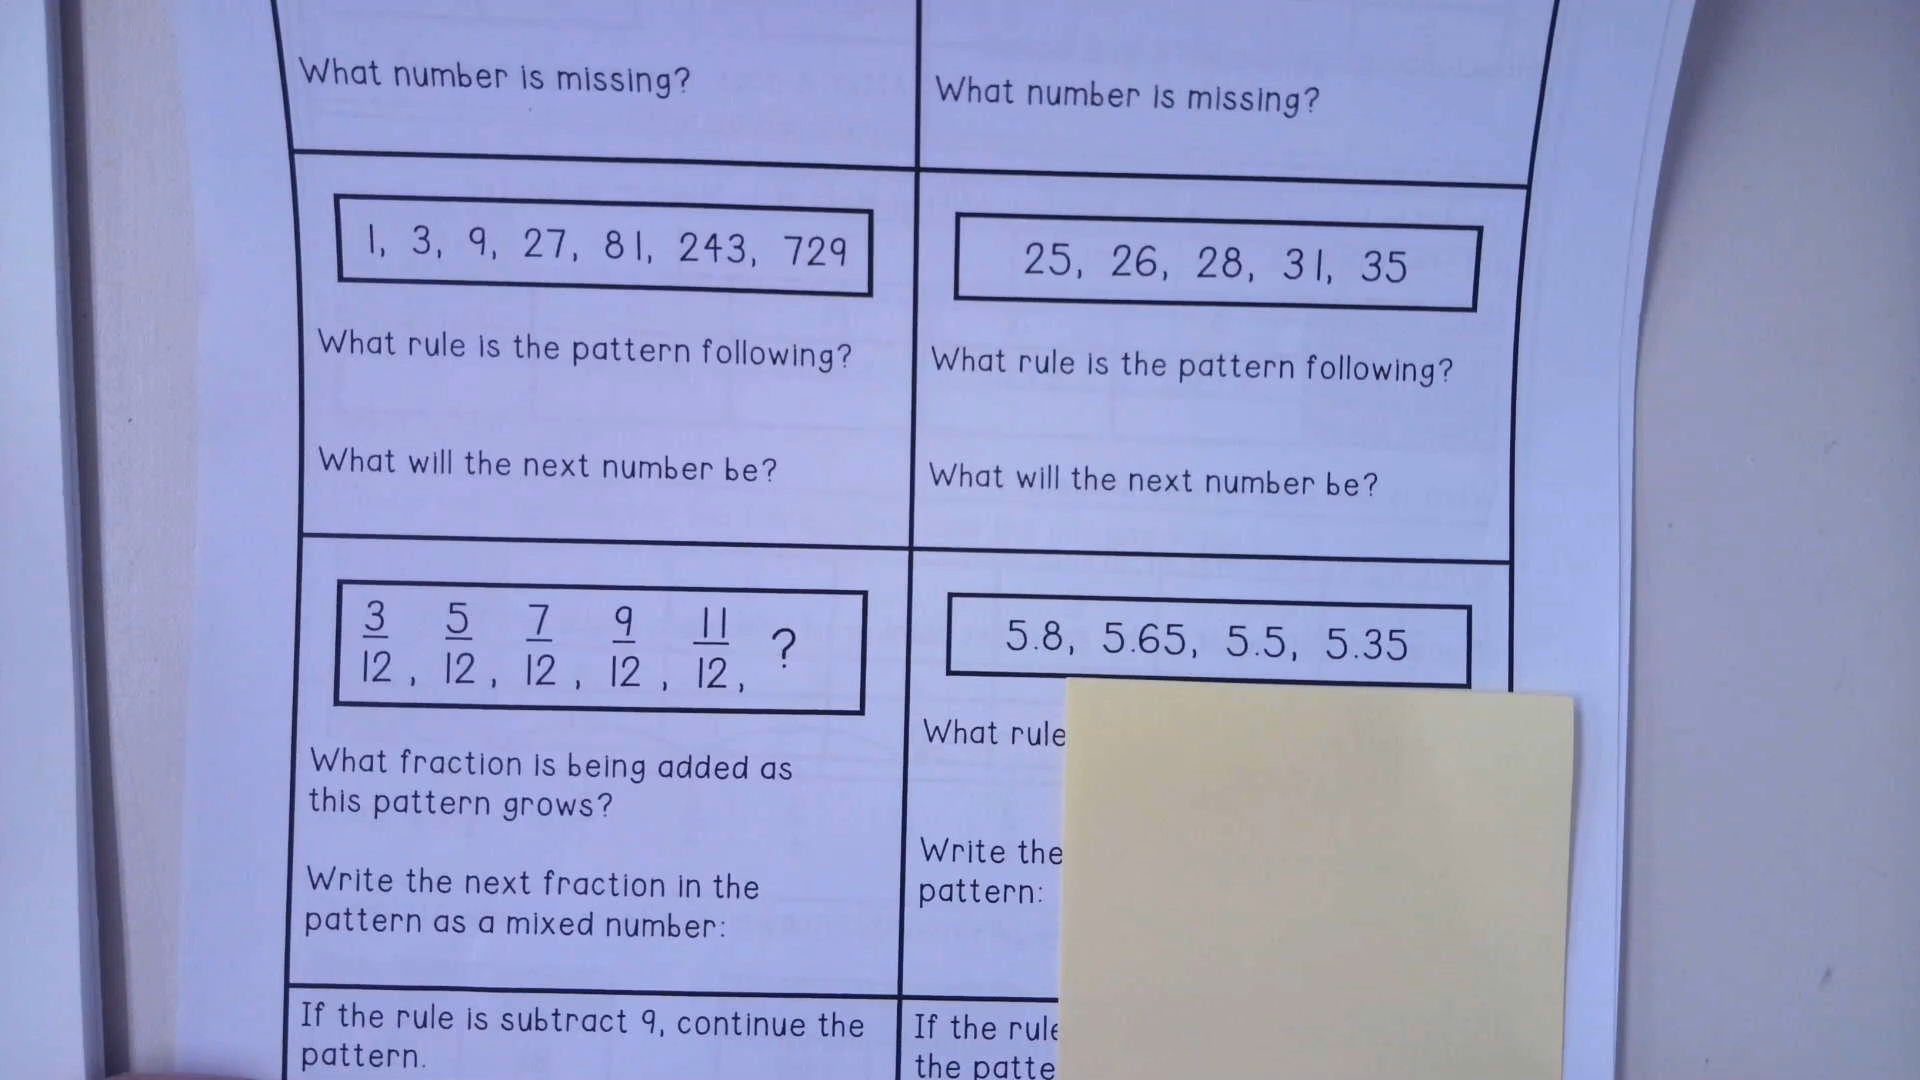 What number is missing?
What number is missing?
1, 3, 9, 27, 81, 243, 729
What rule is the pattern following?
What will the next number be?
25, 26, 28, 31, 35
What rule is the pattern following?
What will the next number be?
3/12, 5/12, 7/12, 9/12, 11/12, ?
What fraction is being added as
this pattern grows?
Write the next fraction in the
pattern as a mixed number:
5.8, 5.65, 5.5, 5.35
What rule
Write the
pattern:
If the rule is subtract 9, continue the
pattern.
If the rule
the patte